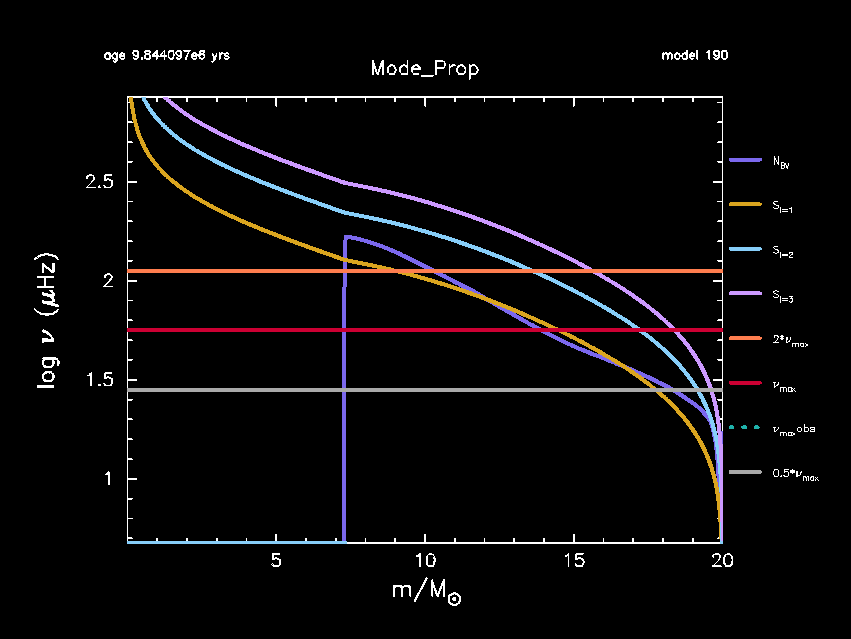 age 9.844097e6 yrs
model 190
Mode_Prop
log ν (μHz)
2.5
2
1.5
1
5
10
15
20
m/M⊙
N_BV
S_l=1
S_l=2
S_l=3
2*ν_max
ν_max
ν_max obs
0.5*ν_max